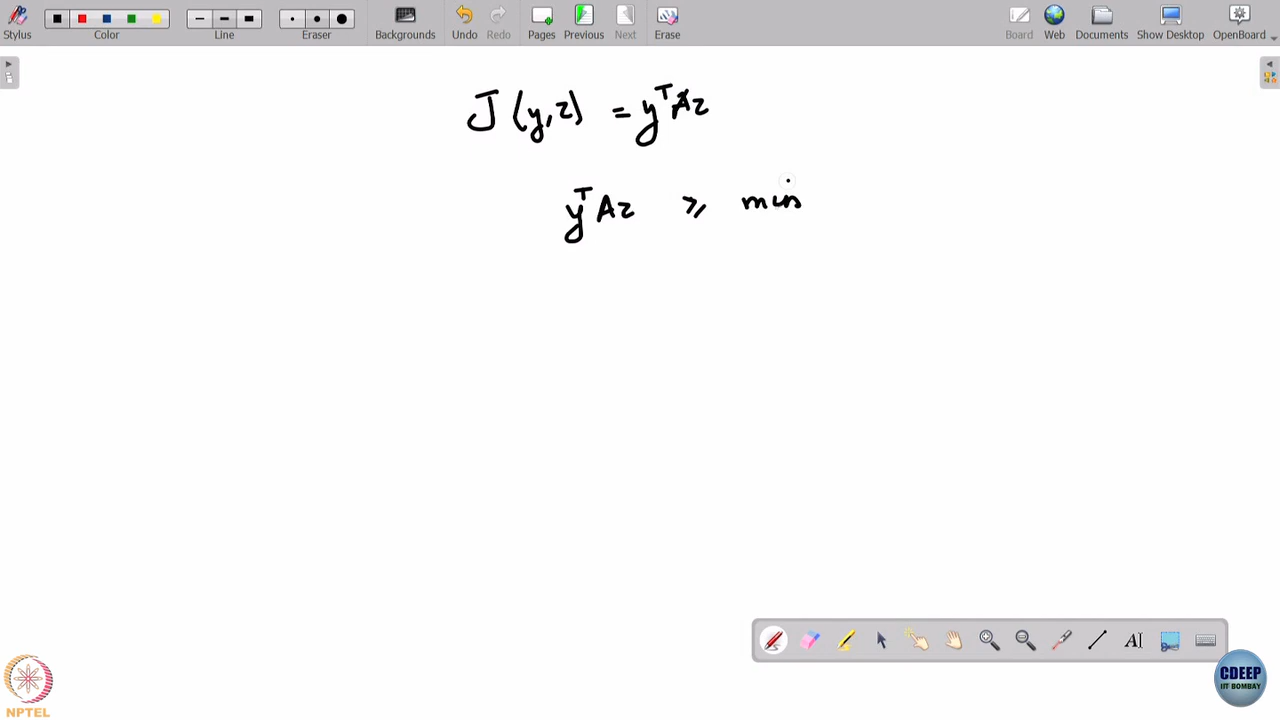 Stylus Color Line Eraser Backgrounds Undo Redo Pages Previous Next Erase Board Web Documents Show Desktop OpenBoard
J(y,z) = yᵀAz
yᵀAz ≥ min
CDEEP
IIT BOMBAY
NPTEL